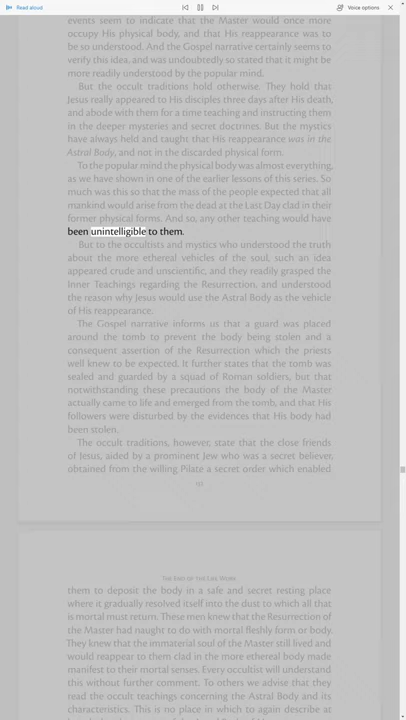 Read aloud
Voice options
events seem to indicate that the Master would once more
occupy His physical body, and that His reappearance was to
be so understood. And the Gospel narrative certainly seems to
verify this idea, and was undoubtedly so stated that it might be
more readily understood by the popular mind.
But the occult traditions hold otherwise. They hold that
Jesus really appeared to His disciples three days after His death,
and abode with them for a time teaching and instructing them
in the deeper mysteries and secret doctrines. But the mystics
have always held and taught that His reappearance was in the
Astral Body, and not in the discarded physical form.
To the popular mind the physical body was almost everything,
as we have shown in one of the earlier lessons of this series. So
much was this so that the mass of the people expected that all
mankind would arise from the dead at the Last Day clad in their
former physical forms. And so, any other teaching would have
been unintelligible to them.
But to the occultists and mystics who understood the truth
about the more ethereal vehicles of the soul, such an idea
appeared crude and unscientific, and they readily grasped the
Inner Teachings regarding the Resurrection, and understood
the reason why Jesus would use the Astral Body as the vehicle
of His reappearance.
The Gospel narrative informs us that a guard was placed
around the tomb to prevent the body being stolen and a
consequent assertion of the Resurrection which the priests
well knew to be expected. It further states that the tomb was
sealed and guarded by a squad of Roman soldiers, but that
notwithstanding these precautions the body of the Master
actually came to life and emerged from the tomb, and that His
followers were disturbed by the evidences that His body had
been stolen.
The occult traditions, however, state that the close friends
of Jesus, aided by a prominent Jew who was a secret believer,
obtained from the willing Pilate a secret order which enabled
The End of the Life Work
them to deposit the body in a safe and secret resting place
where it gradually resolved itself into the dust to which all that
is mortal must return. These men knew that the Resurrection of
the Master had naught to do with mortal fleshly form or body.
They knew that the immaterial soul of the Master still lived and
would reappear to them clad in the more ethereal body made
manifest to their mortal senses. Every occultist will understand
this without further comment. To others we advise that they
read the occult teachings concerning the Astral Body and its
characteristics. This is no place in which to again describe at